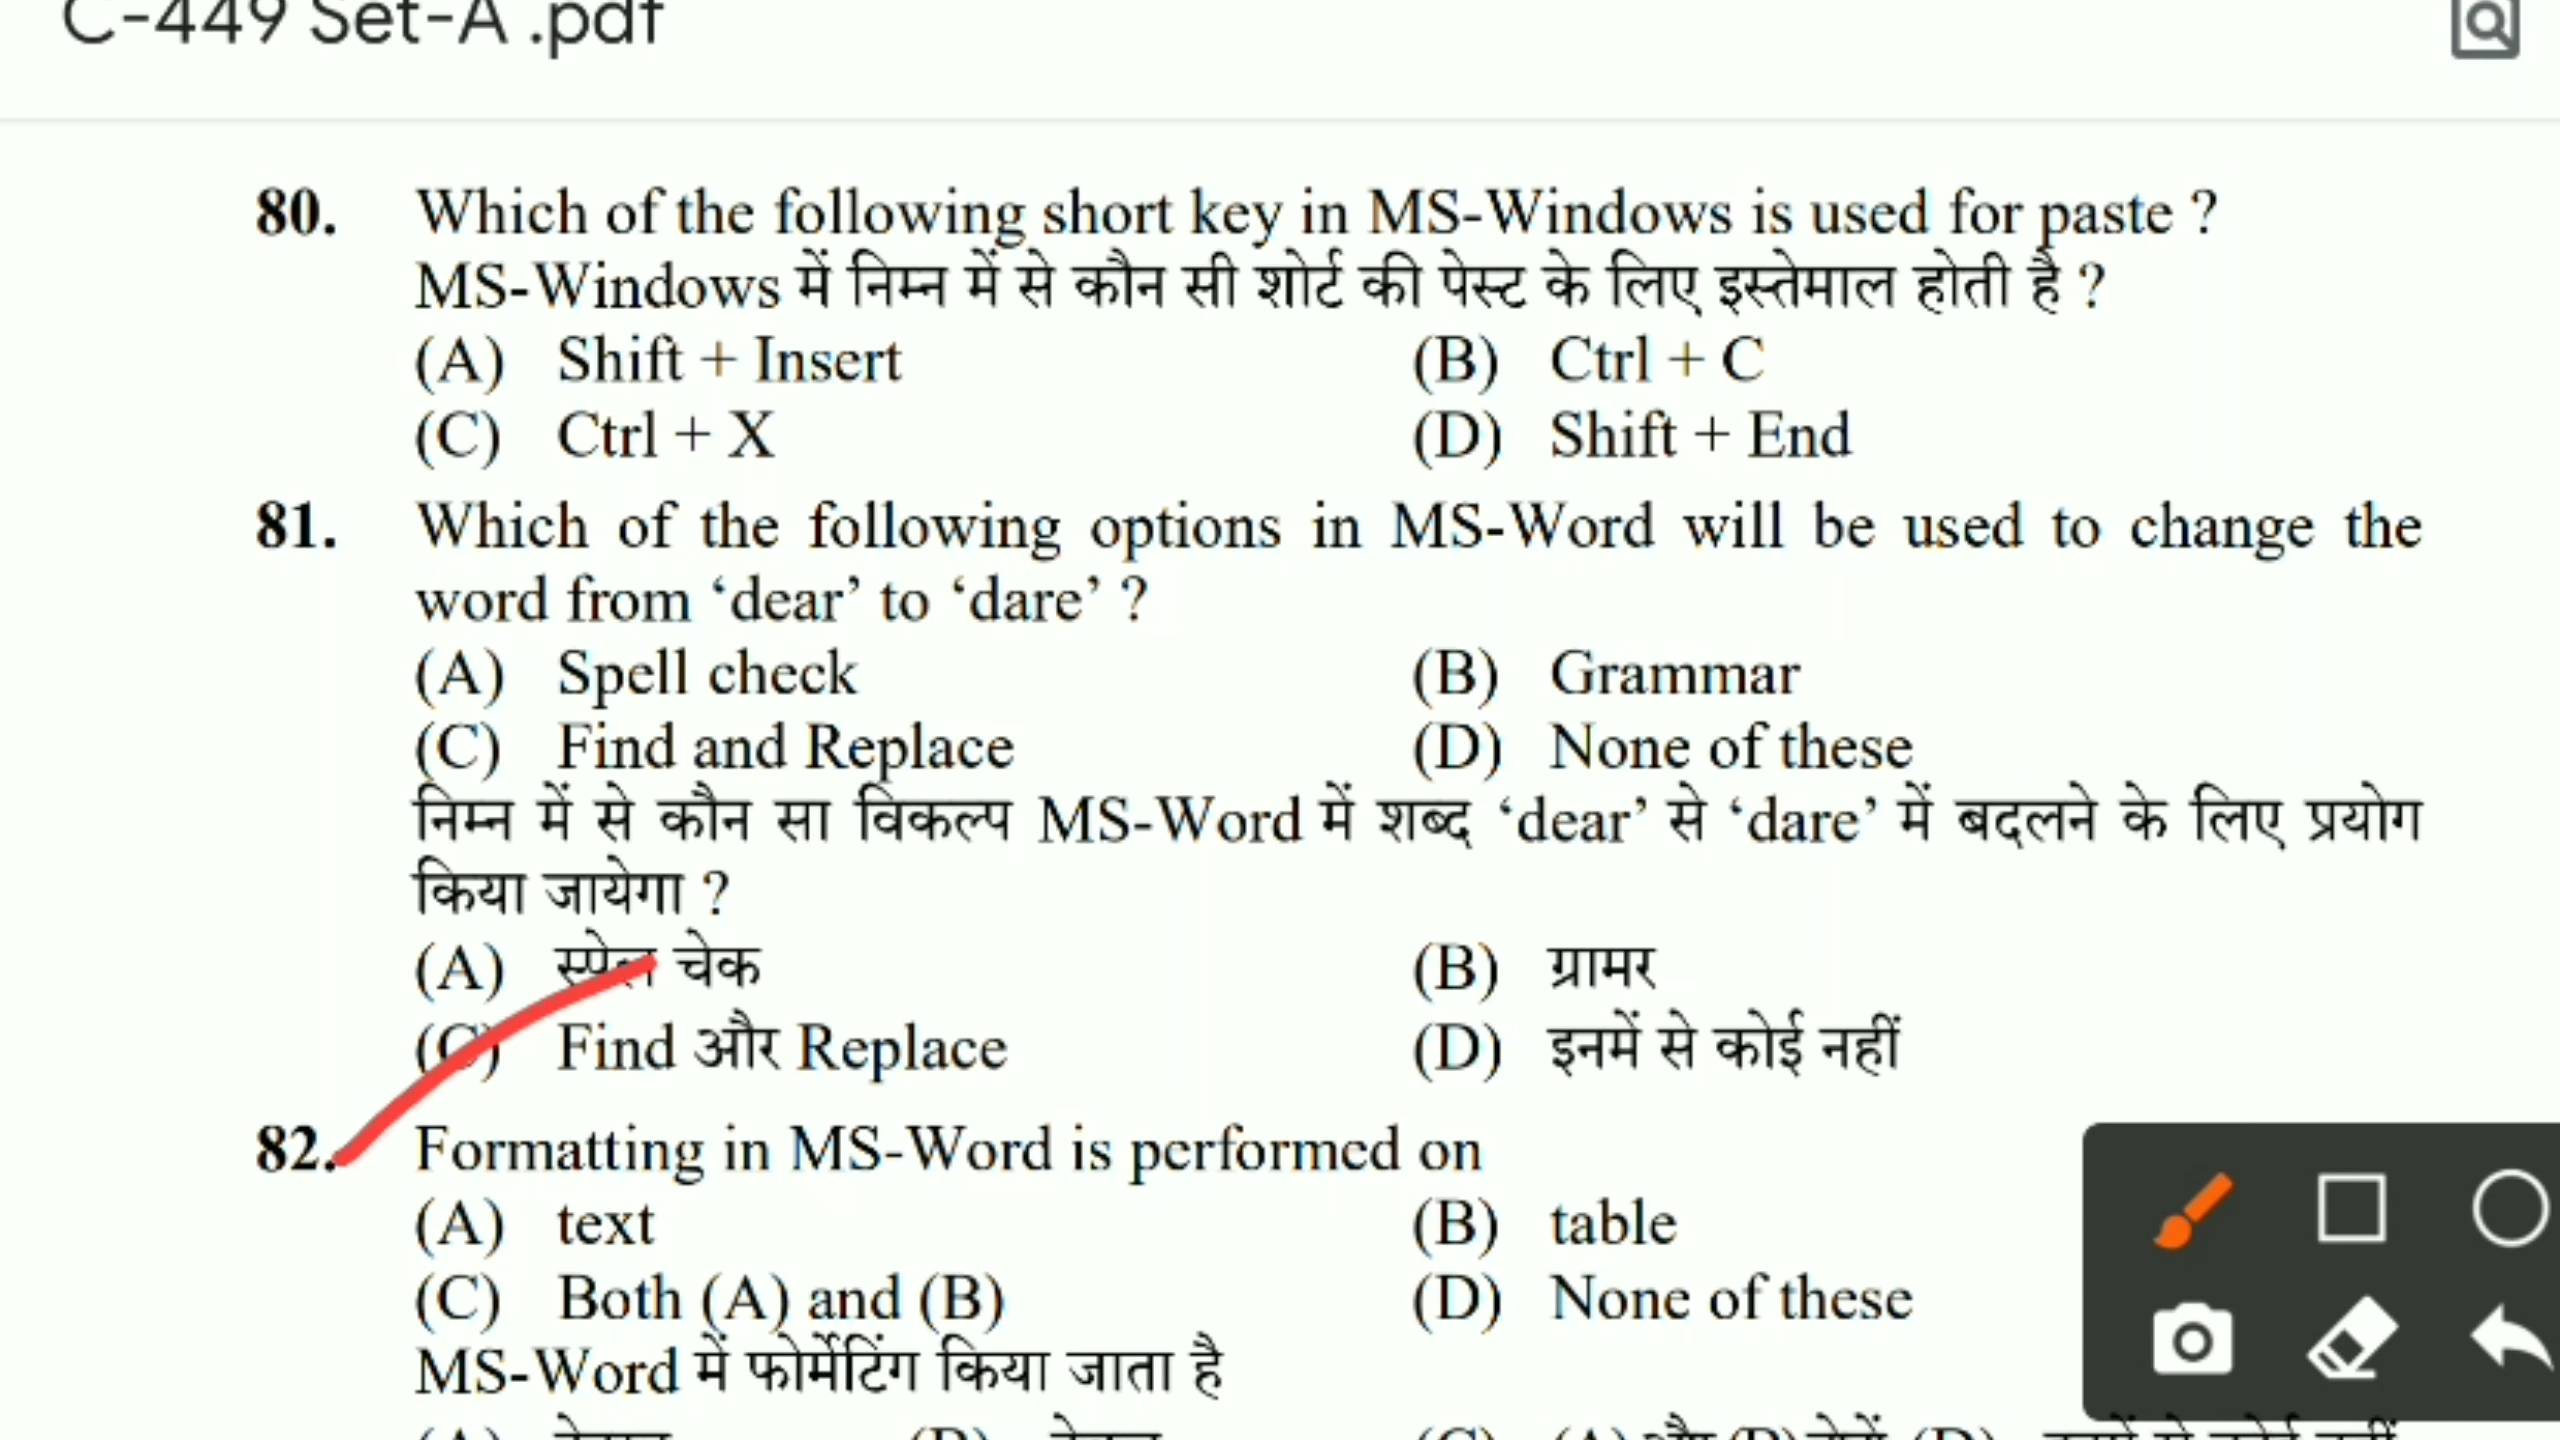 C-449 Set-A .pdf
80. Which of the following short key in MS-Windows is used for paste ?
MS-Windows में निम्न में से कौन सी शोर्ट की पेस्ट के लिए इस्तेमाल होती है ?
(A) Shift + Insert (B) Ctrl + C
(C) Ctrl + X (D) Shift + End
81. Which of the following options in MS-Word will be used to change the
word from ‘dear’ to ‘dare’ ?
(A) Spell check (B) Grammar
(C) Find and Replace (D) None of these
निम्न में से कौन सा विकल्प MS-Word में शब्द ‘dear’ से ‘dare’ में बदलने के लिए प्रयोग
किया जायेगा ?
(A) स्पेल चेक (B) ग्रामर
(C) Find और Replace (D) इनमें से कोई नहीं
82. Formatting in MS-Word is performed on
(A) text (B) table
(C) Both (A) and (B) (D) None of these
MS-Word में फोर्मेटिंग किया जाता है